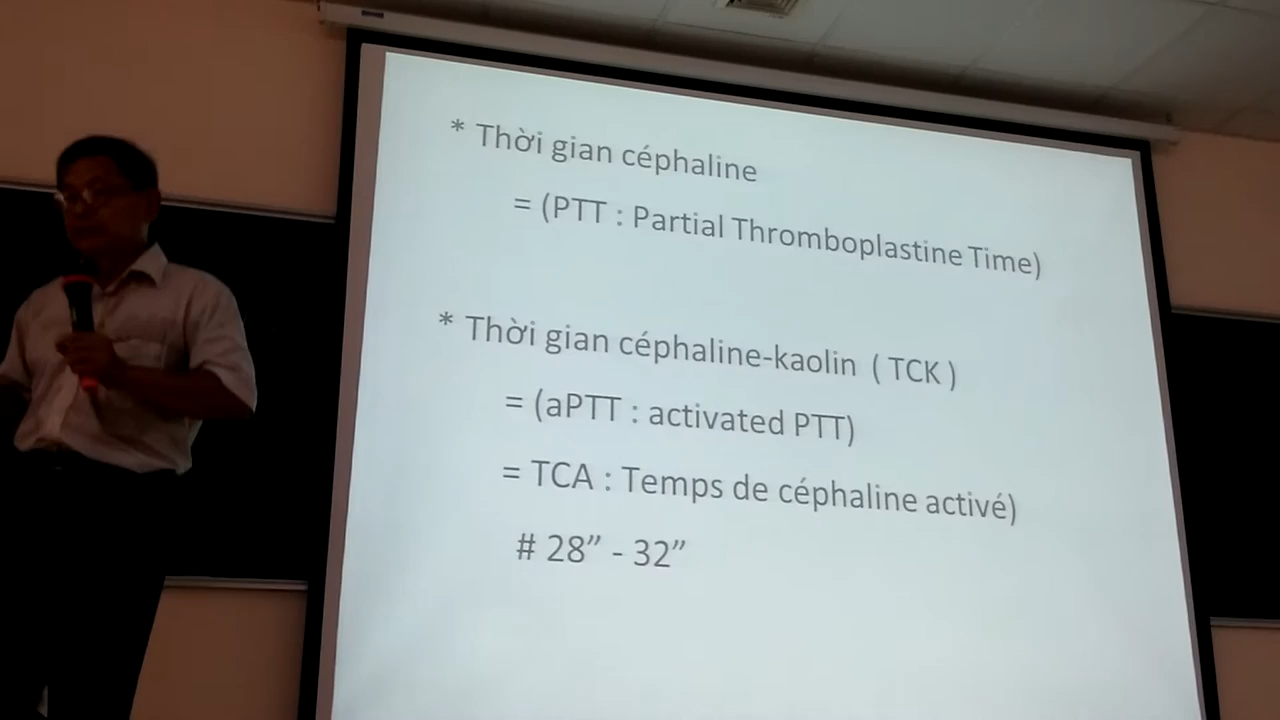 * Thời gian céphaline
= (PTT : Partial Thromboplastine Time)
* Thời gian céphaline-kaolin ( TCK )
= (aPTT : activated PTT)
= TCA : Temps de céphaline activé)
# 28” - 32”